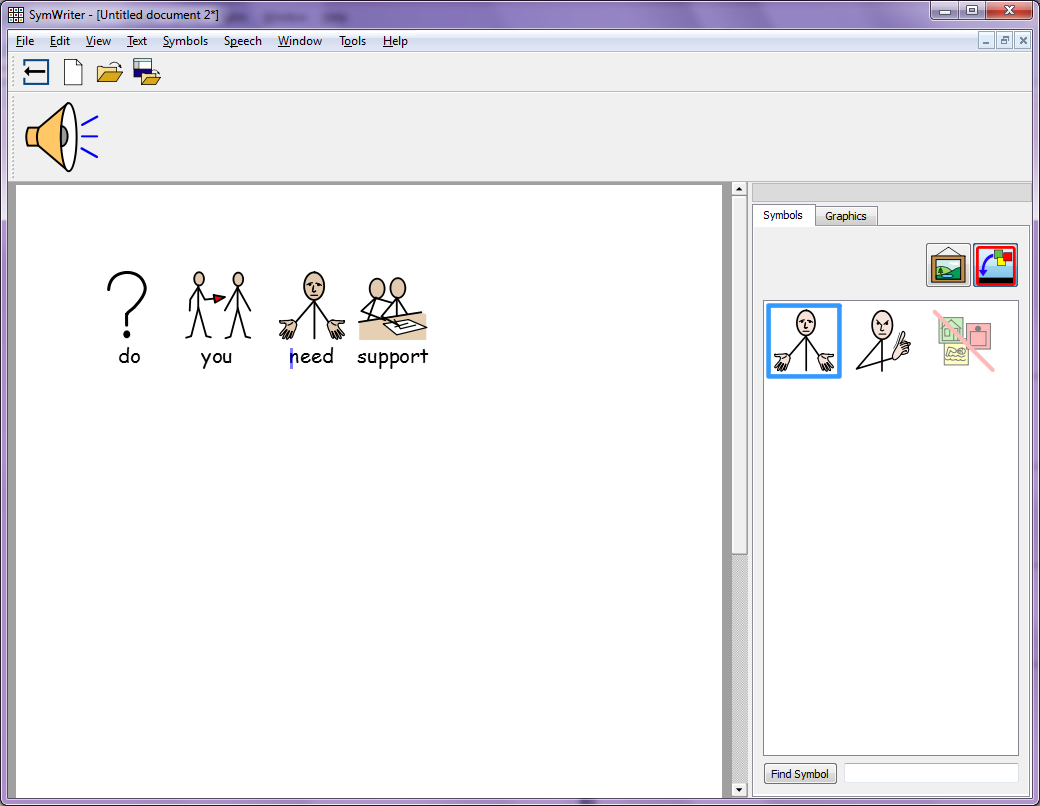 SymWriter - [Untitled document 2*]
File Edit View Text Symbols Speech Window Tools Help
Symbols Graphics
do you need support
Find Symbol